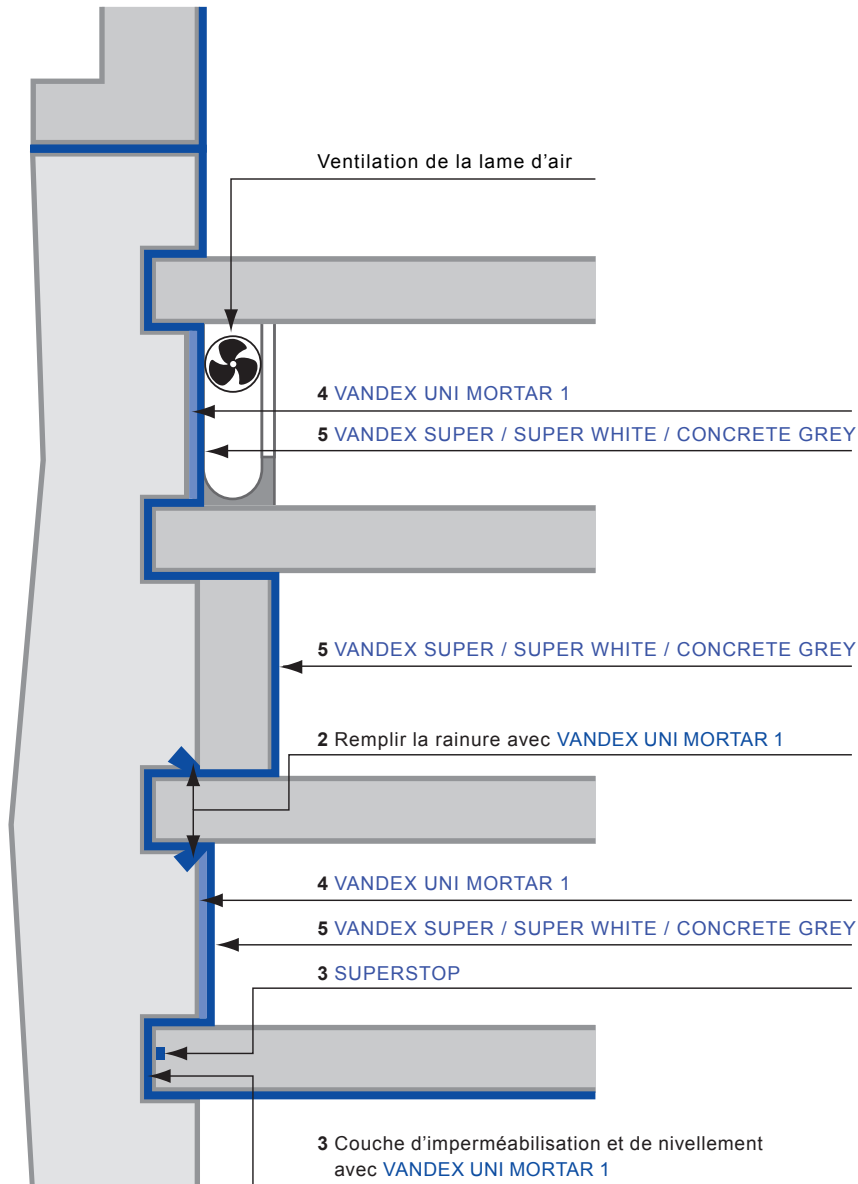 Ventilation de la lame d'air
4 VANDEX UNI MORTAR 1
5 VANDEX SUPER / SUPER WHITE / CONCRETE GREY
5 VANDEX SUPER / SUPER WHITE / CONCRETE GREY
2 Remplir la rainure avec VANDEX UNI MORTAR 1
4 VANDEX UNI MORTAR 1
5 VANDEX SUPER / SUPER WHITE / CONCRETE GREY
3 SUPERSTOP
3 Couche d'imperméabilisation et de nivellement
avec VANDEX UNI MORTAR 1